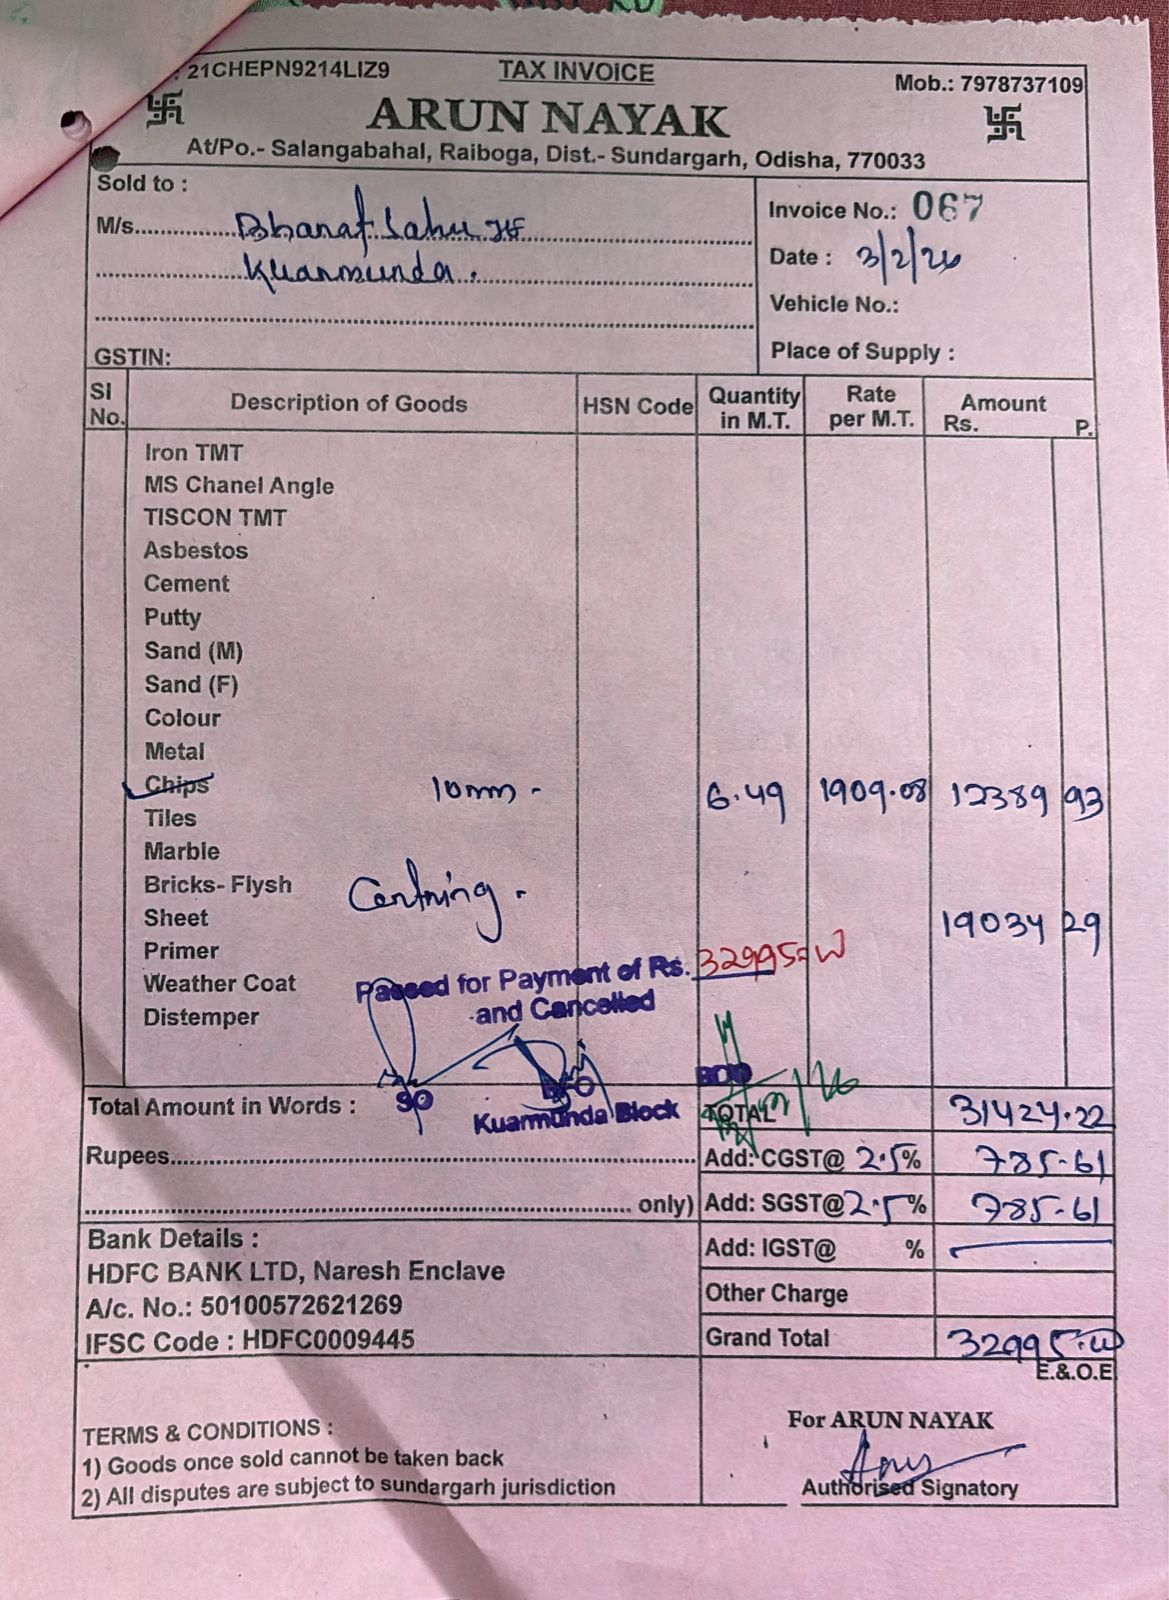 : 21CHEPN9214LIZ9
TAX INVOICE
Mob.: 7978737109
ARUN NAYAK
At/Po.- Salangabahal, Raiboga, Dist.- Sundargarh, Odisha, 770033
Sold to :
M/s. Bharat Sahu JE
Kuarmunda.
GSTIN:
Invoice No.: 067
Date : 3/2/26
Vehicle No.:
Place of Supply :
Sl No. Description of Goods HSN Code Quantity in M.T. Rate per M.T. Amount Rs. P.
Iron TMT
MS Chanel Angle
TISCON TMT
Asbestos
Cement
Putty
Sand (M)
Sand (F)
Colour
Metal
Chips 10mm - 6.49 1909.08 12389 93
Tiles
Marble
Bricks- Flysh
Centring.
Sheet 19034 29
Primer
Weather Coat
Distemper
Passed for Payment of Rs. 32995=00
and Cancelled
SO
BDO
Kuarmunda Block
Total Amount in Words :
Rupees
only)
TOTAL 31424.22
Add: CGST@ 2.5% 785.61
Add: SGST@ 2.5% 785.61
Add: IGST@ %
Other Charge
Grand Total 32995.00
E.&.O.E
Bank Details :
HDFC BANK LTD, Naresh Enclave
A/c. No.: 50100572621269
IFSC Code : HDFC0009445
TERMS & CONDITIONS :
1) Goods once sold cannot be taken back
2) All disputes are subject to sundargarh jurisdiction
For ARUN NAYAK
Authorised Signatory